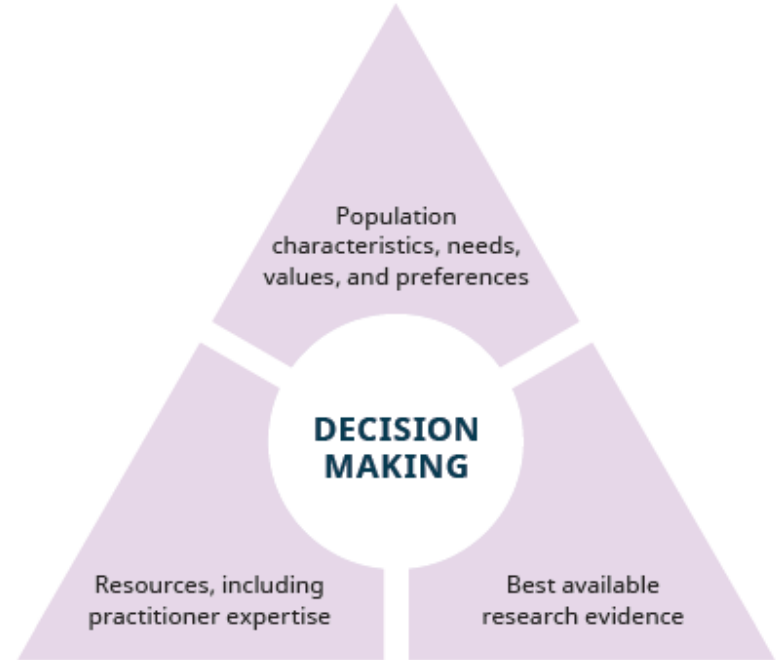 Population
characteristics, needs,
values, and preferences
DECISION
MAKING
Resources, including
practitioner expertise
Best available
research evidence